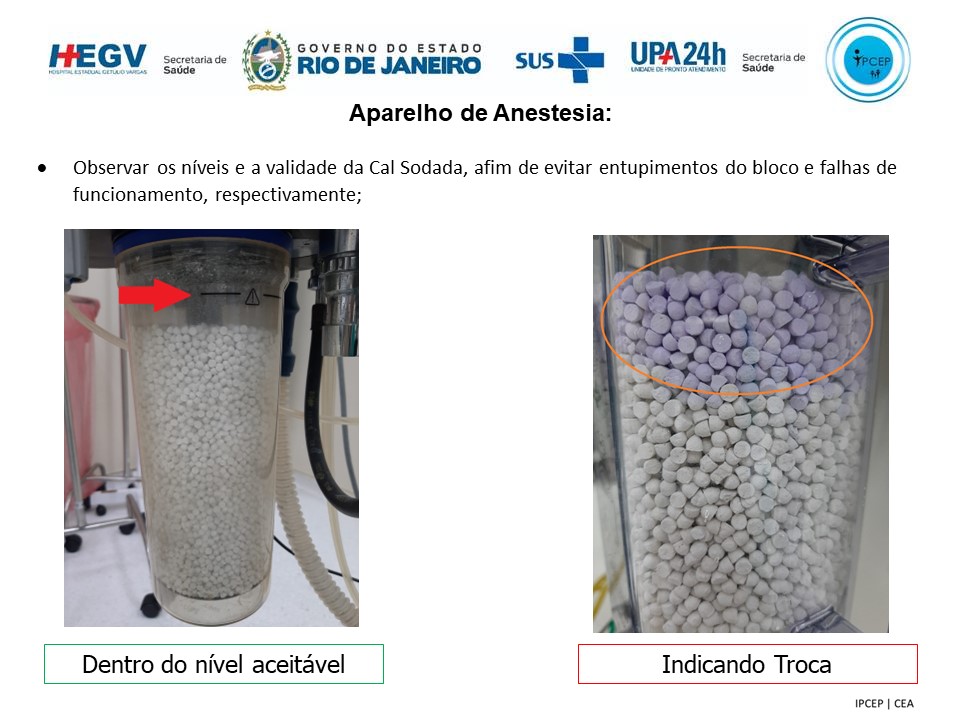 HEGV
HOSPITAL ESTADUAL GETÚLIO VARGAS
Secretaria de
Saúde
GOVERNO DO ESTADO
RIO DE JANEIRO
SUS
UPA 24h
UNIDADE DE PRONTO ATENDIMENTO
Secretaria de
Saúde
IPCEP
Aparelho de Anestesia:
• Observar os níveis e a validade da Cal Sodada, afim de evitar entupimentos do bloco e falhas de
funcionamento, respectivamente;
Dentro do nível aceitável
Indicando Troca
IPCEP | CEA